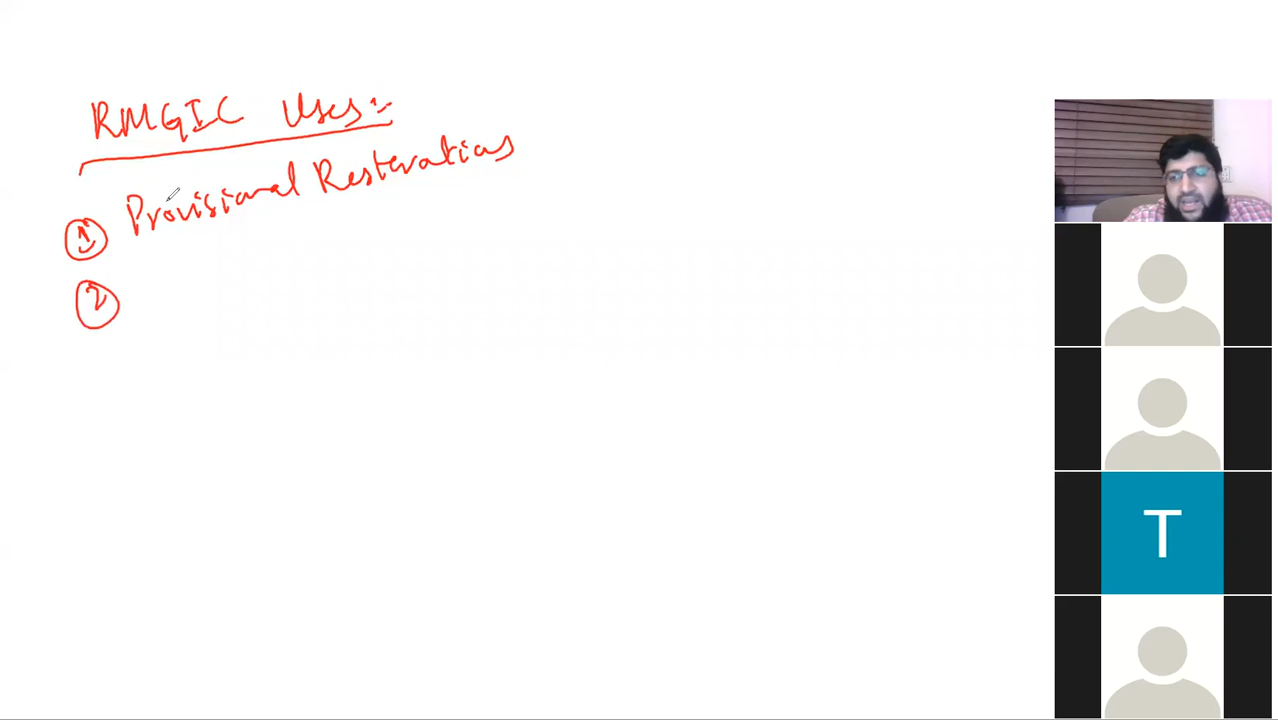 RMGIC Uses:-
① Provisional Restorations
②
T